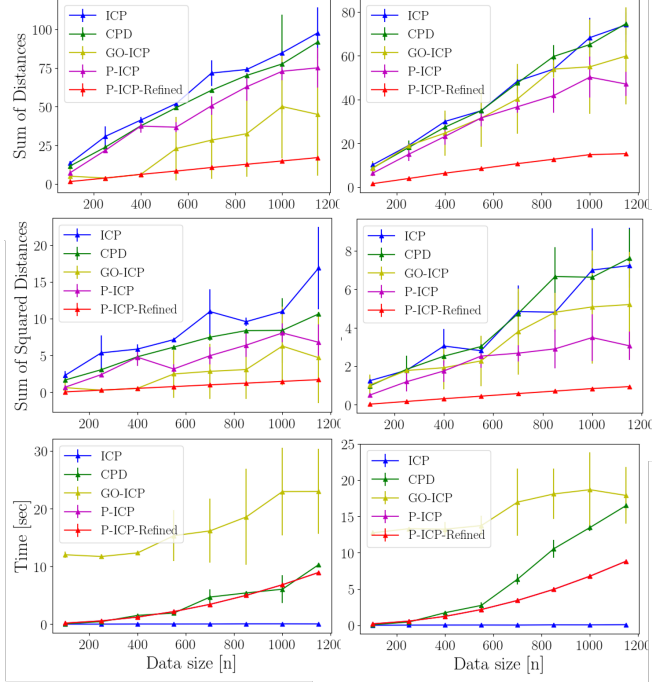 Sum of Distances
100
75
50
25
0
ICP
CPD
GO-ICP
P-ICP
P-ICP-Refined
200 400 600 800 1000 120
80
60
40
20
0
ICP
CPD
GO-ICP
P-ICP
P-ICP-Refined
200 400 600 800 1000 1200
Sum of Squared Distances
20
15
10
5
0
ICP
CPD
GO-ICP
P-ICP
P-ICP-Refined
200 400 600 800 1000 120
8
6
4
2
0
ICP
CPD
GO-ICP
P-ICP
P-ICP-Refined
200 400 600 800 1000 1200
Time [sec]
30
20
10
0
ICP
CPD
GO-ICP
P-ICP
P-ICP-Refined
200 400 600 800 1000 120
Data size [n]
25
20
15
10
5
0
ICP
CPD
GO-ICP
P-ICP
P-ICP-Refined
200 400 600 800 1000 1200
Data size [n]